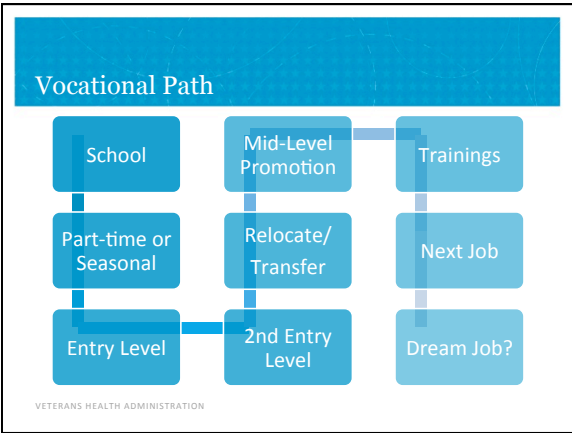 Vocational Path
School
Part-time or
Seasonal
Entry Level
2nd Entry
Level
Relocate/
Transfer
Mid-Level
Promotion
Trainings
Next Job
Dream Job?
VETERANS HEALTH ADMINISTRATION